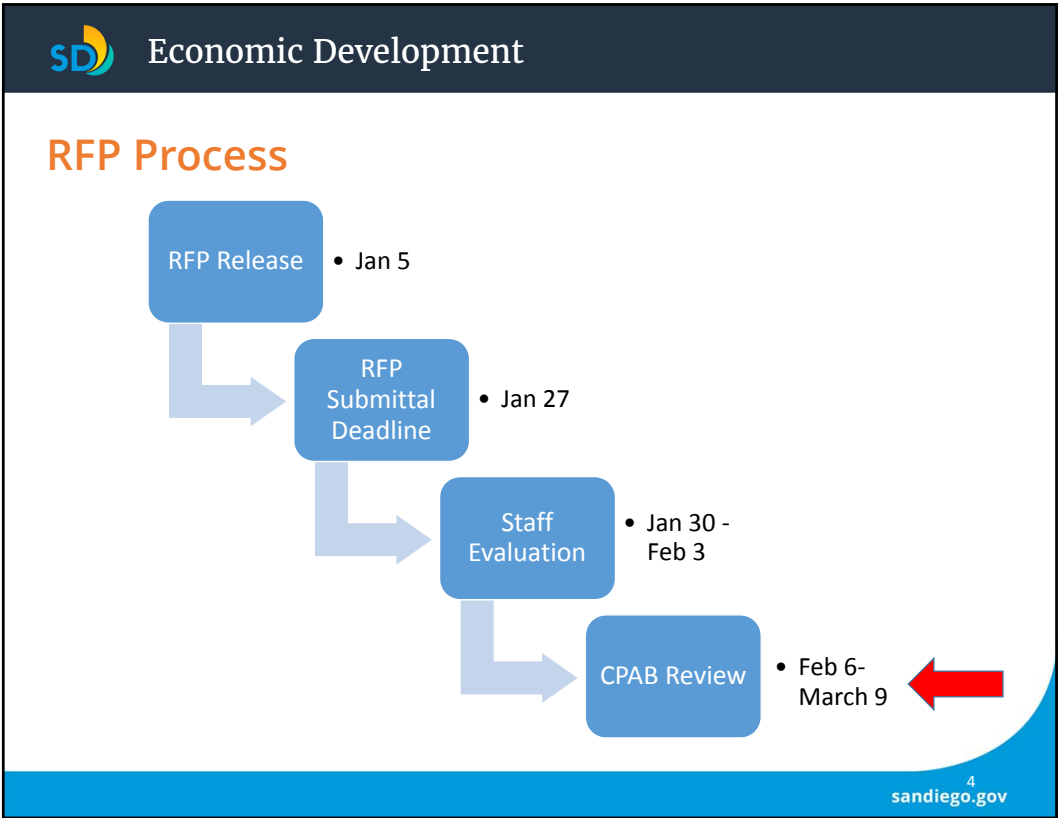 SD Economic Development
RFP Process
RFP Release
• Jan 5
RFP
Submittal
Deadline
• Jan 27
Staff
Evaluation
• Jan 30 -
Feb 3
CPAB Review
• Feb 6-
March 9
4
sandiego.gov